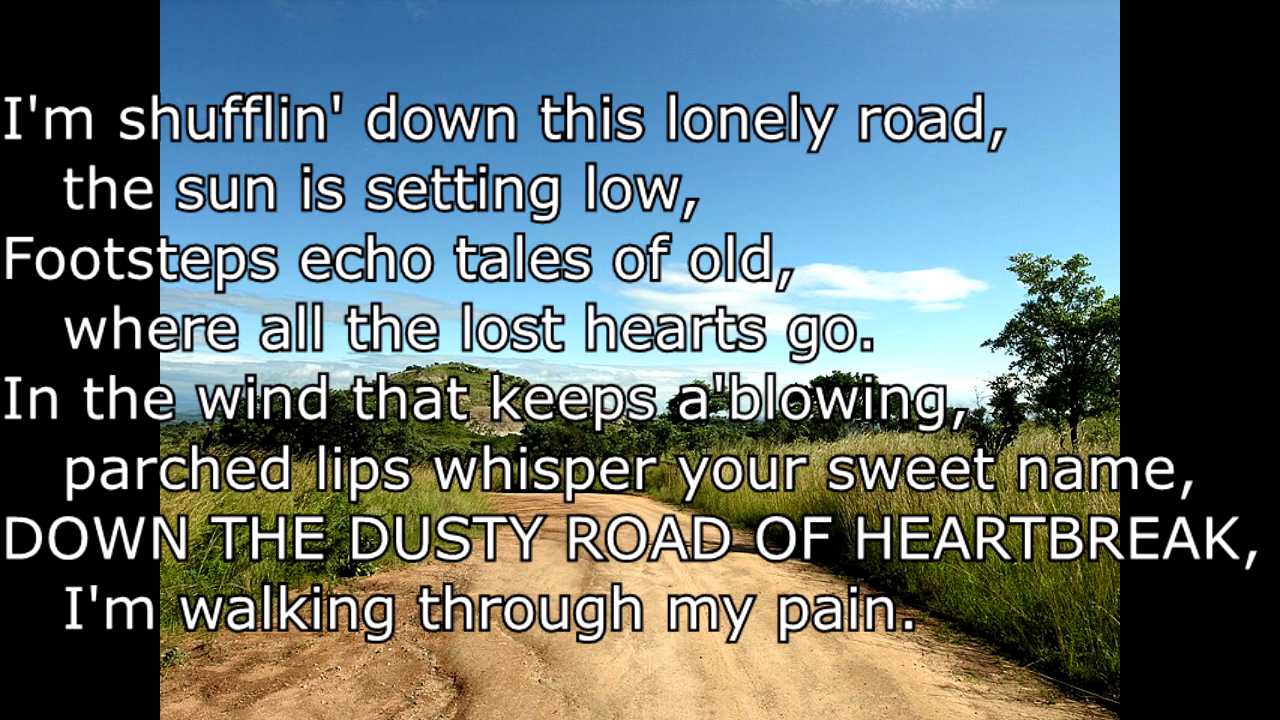 I'm shufflin' down this lonely road,
the sun is setting low,
Footsteps echo tales of old,
where all the lost hearts go.
In the wind that keeps a'blowing,
parched lips whisper your sweet name,
DOWN THE DUSTY ROAD OF HEARTBREAK,
I'm walking through my pain.